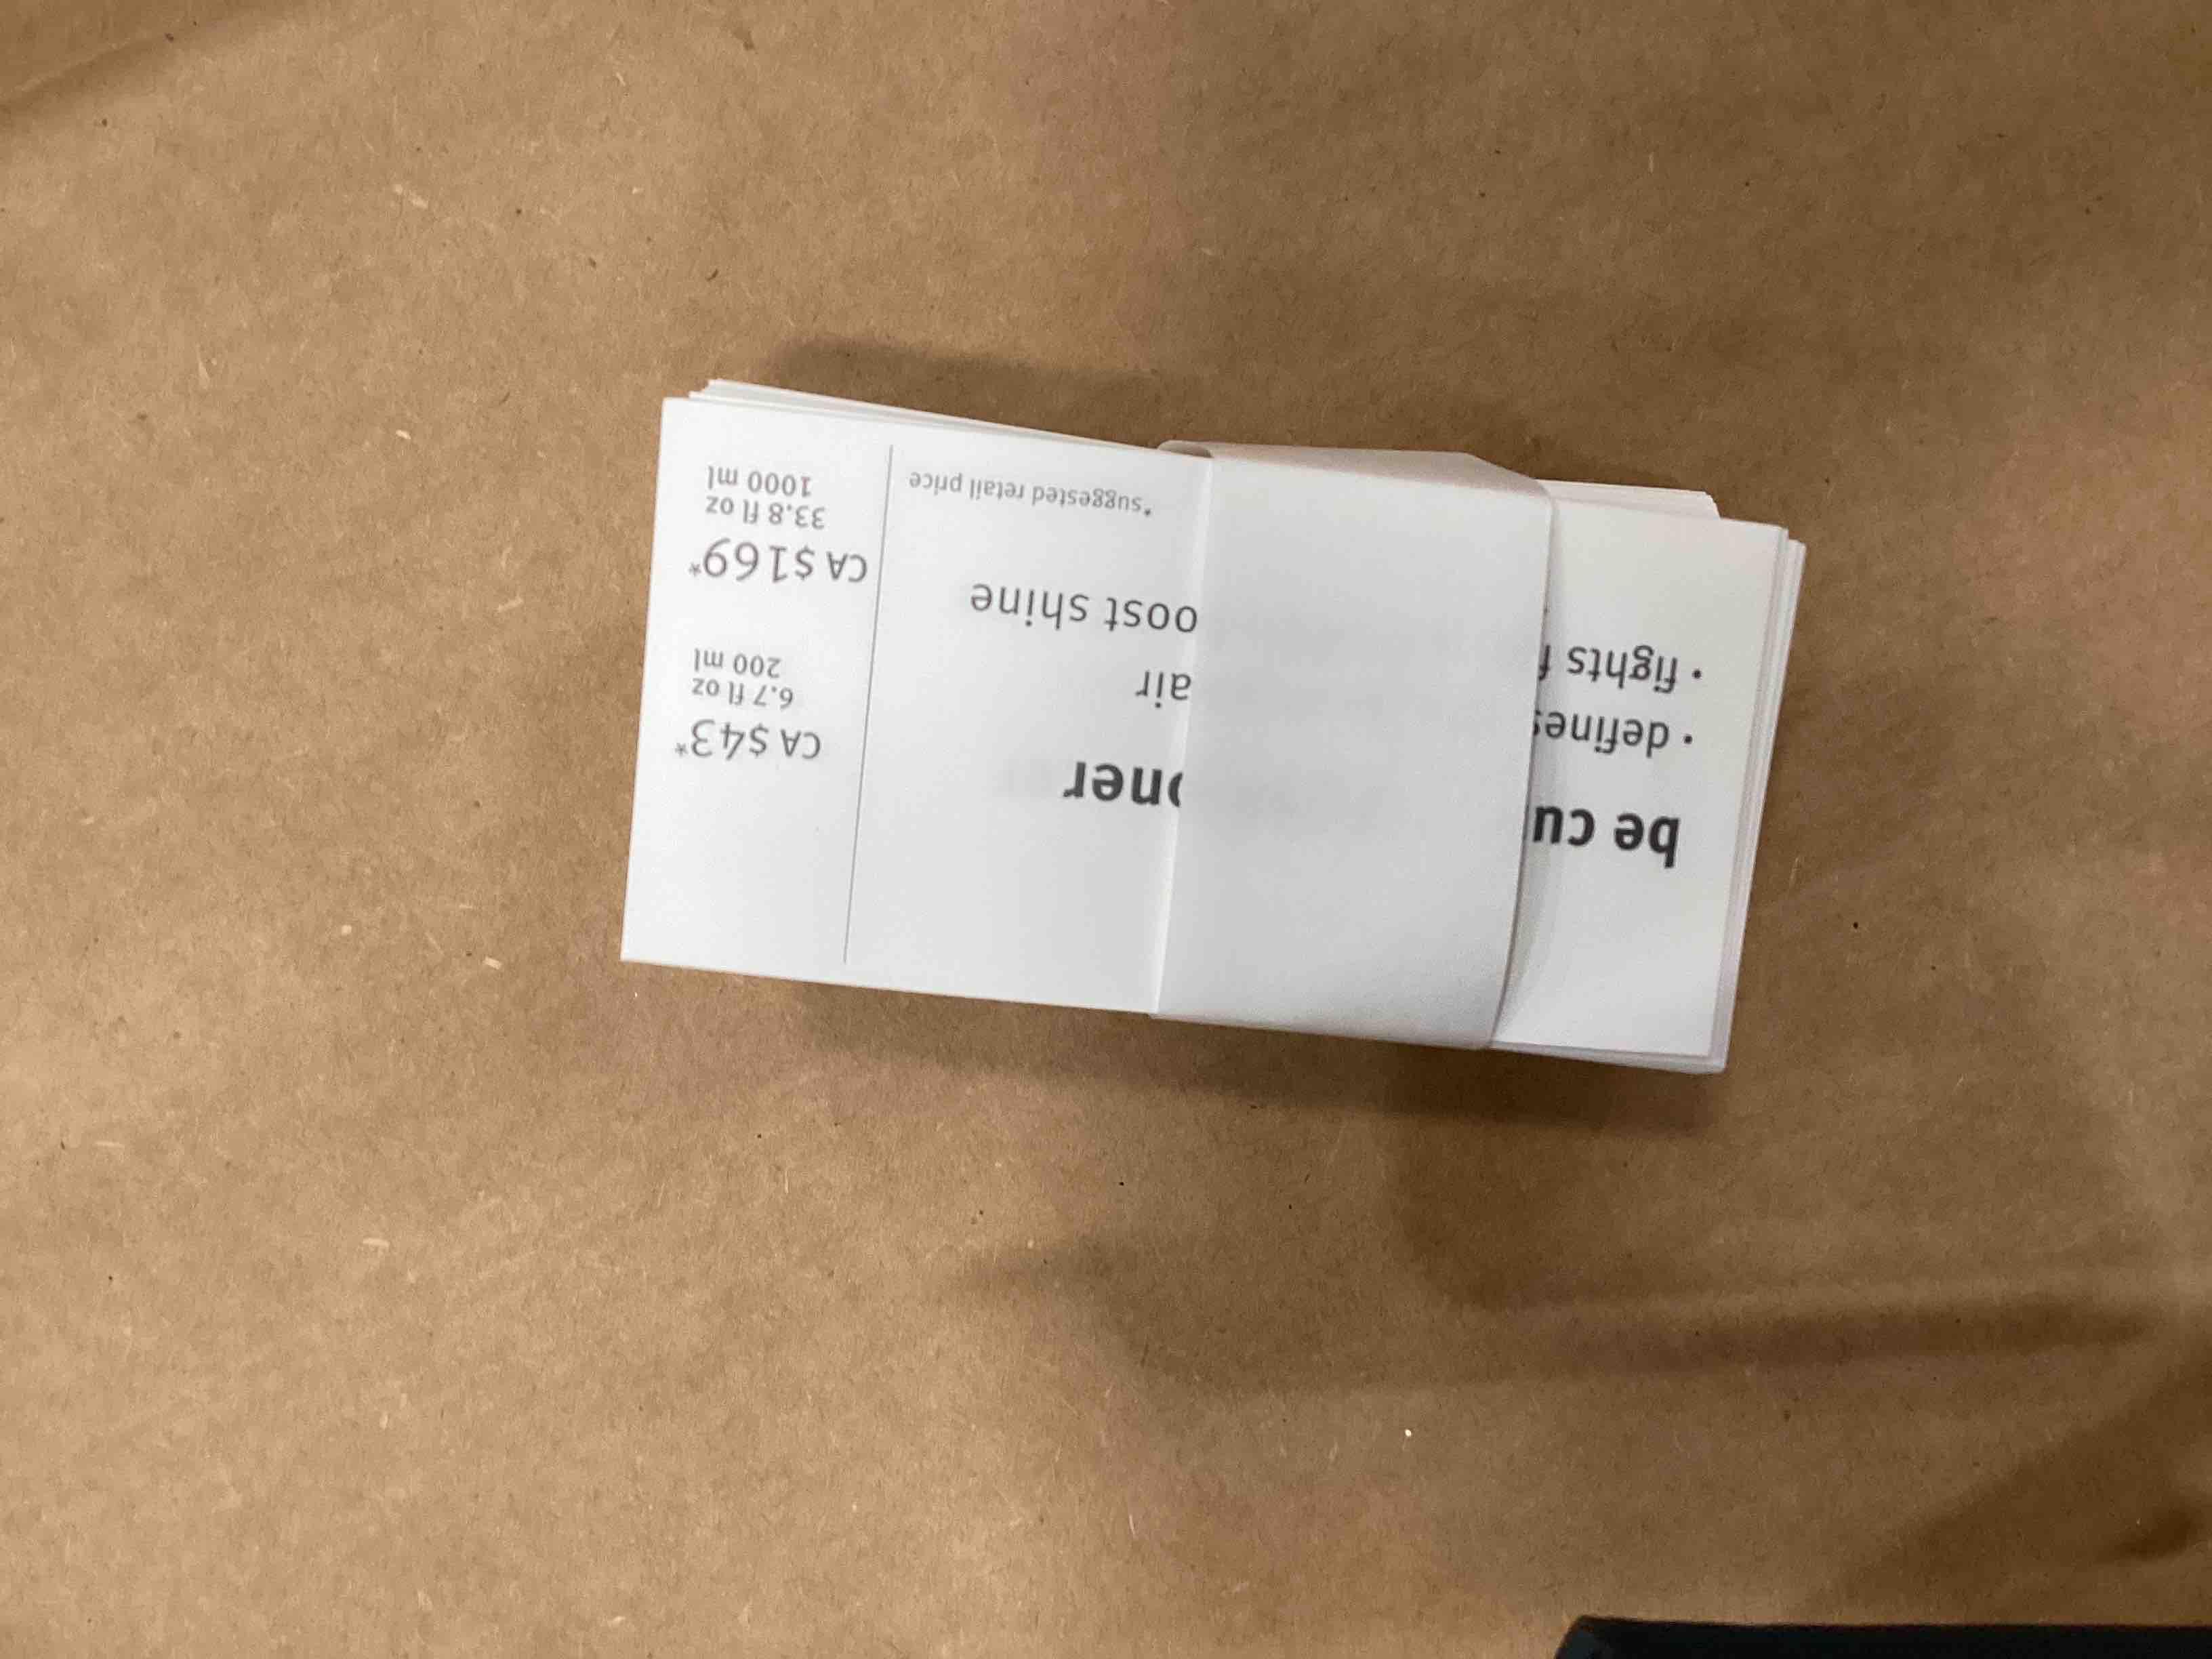 be cu oner
• defines air
• fights f oost shine
*suggested retail price
CA $43*
6.7 fl oz
200 ml
CA $169*
33.8 fl oz
1000 ml